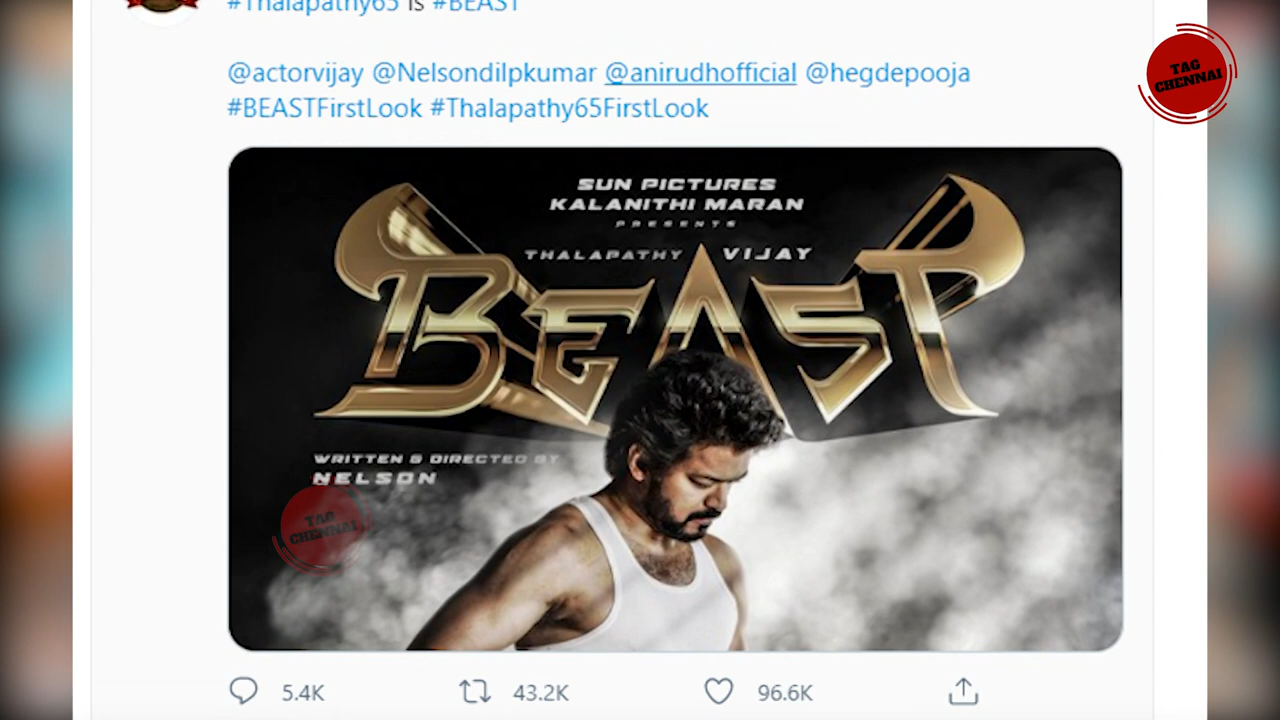 #Thalapathy65 is #BEAST
@actorvijay @Nelsondilpkumar @anirudhofficial @hegdepooja
#BEASTFirstLook #Thalapathy65FirstLook
TAG
CHENNAI
SUN PICTURES
KALANITHI MARAN
PRESENTS
THALAPATHY VIJAY
BEAST
WRITTEN & DIRECTED BY
NELSON
TAG
CHENNAI
5.4K 43.2K 96.6K